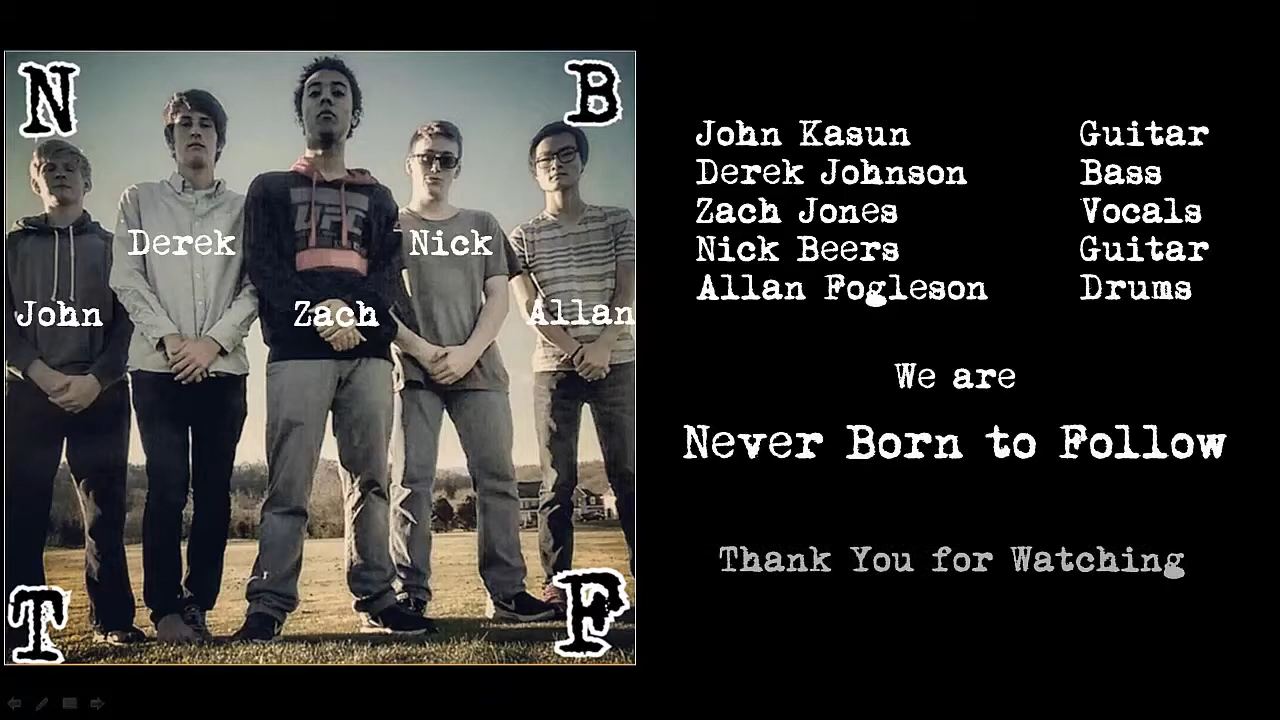 N B
UFC
Derek Nick
John Zach Allan
T F
John Kasun Guitar
Derek Johnson Bass
Zach Jones Vocals
Nick Beers Guitar
Allan Fogleson Drums
We are
Never Born to Follow
Thank You for Watching